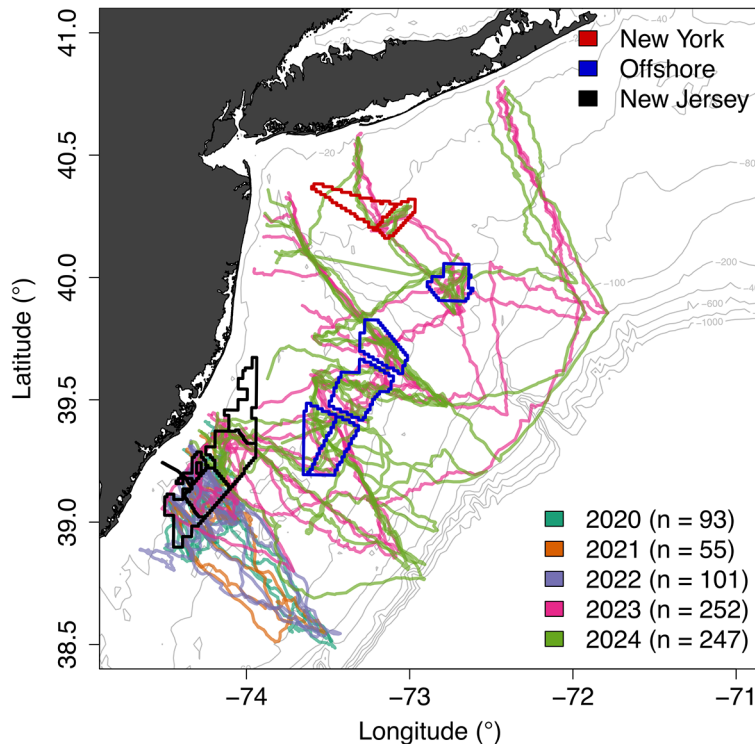 New York
Offshore
New Jersey
41.0
40.5
40.0
39.5
39.0
38.5
Latitude (°)
-20
-40
-20
-80
-20
-100
-200
-400
-600
-1000
2020 (n = 93)
2021 (n = 55)
2022 (n = 101)
2023 (n = 252)
2024 (n = 247)
−74
−73
−72
−71
Longitude (°)